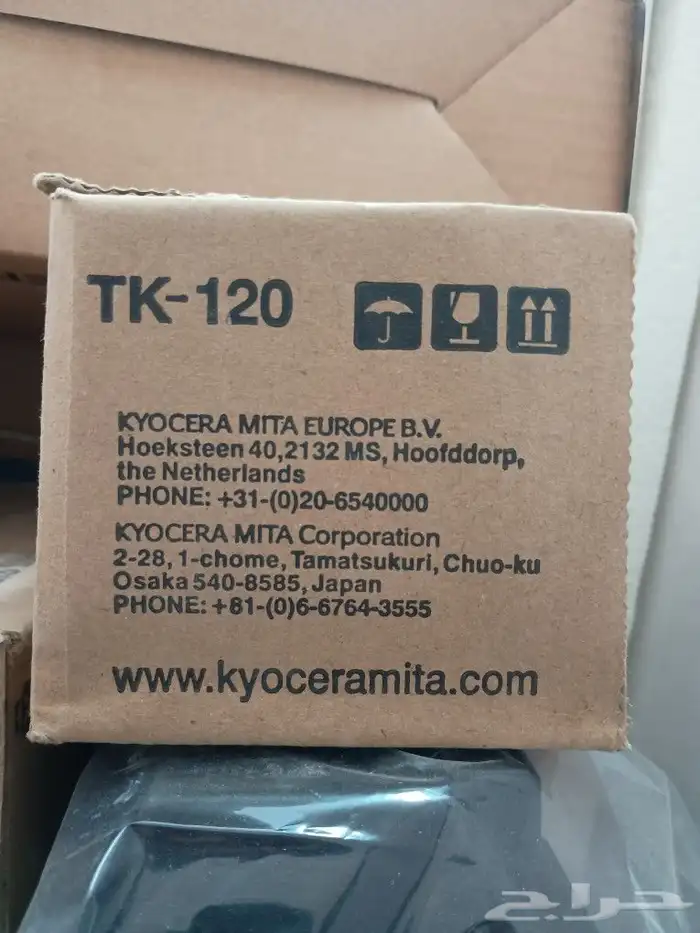 TK-120
KYOCERA MITA EUROPE B.V.
Hoeksteen 40,2132 MS, Hoofddorp,
the Netherlands
PHONE: +31-(0)20-6540000
KYOCERA MITA Corporation
2-28, 1-chome, Tamatsukuri, Chuo-ku
Osaka 540-8585, Japan
PHONE: +81-(0)6-6764-3555
www.kyoceramita.com
حراج